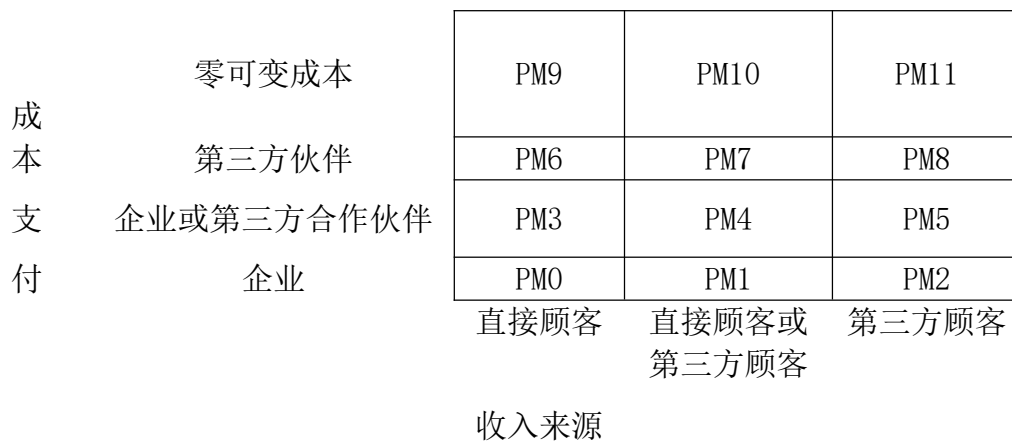 零可变成本 PM9 PM10 PM11
成
本 第三方伙伴 PM6 PM7 PM8
支 企业或第三方合作伙伴 PM3 PM4 PM5
付 企业 PM0 PM1 PM2
直接顾客 直接顾客或 第三方顾客
第三方顾客
收入来源